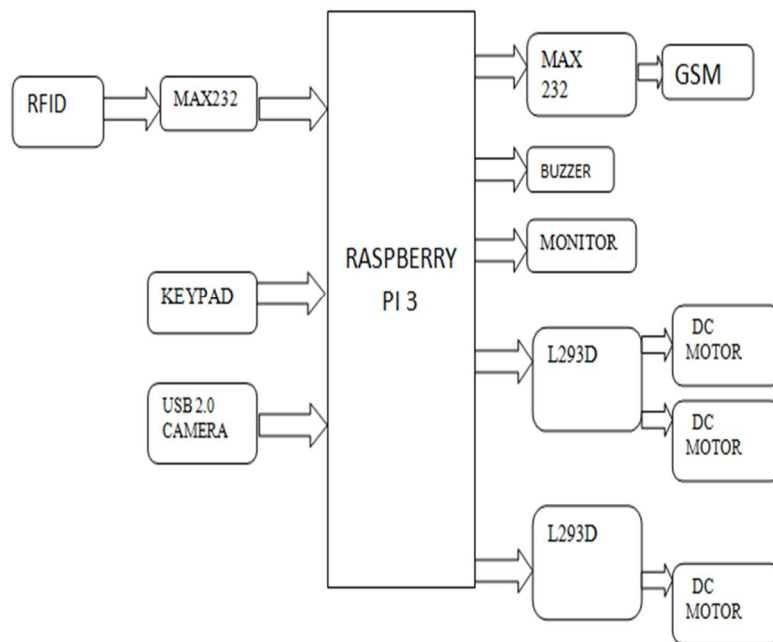 RFID
MAX232
KEYPAD
USB 2.0
CAMERA
RASPBERRY
PI 3
MAX
232
GSM
BUZZER
MONITOR
L293D
DC
MOTOR
DC
MOTOR
L293D
DC
MOTOR